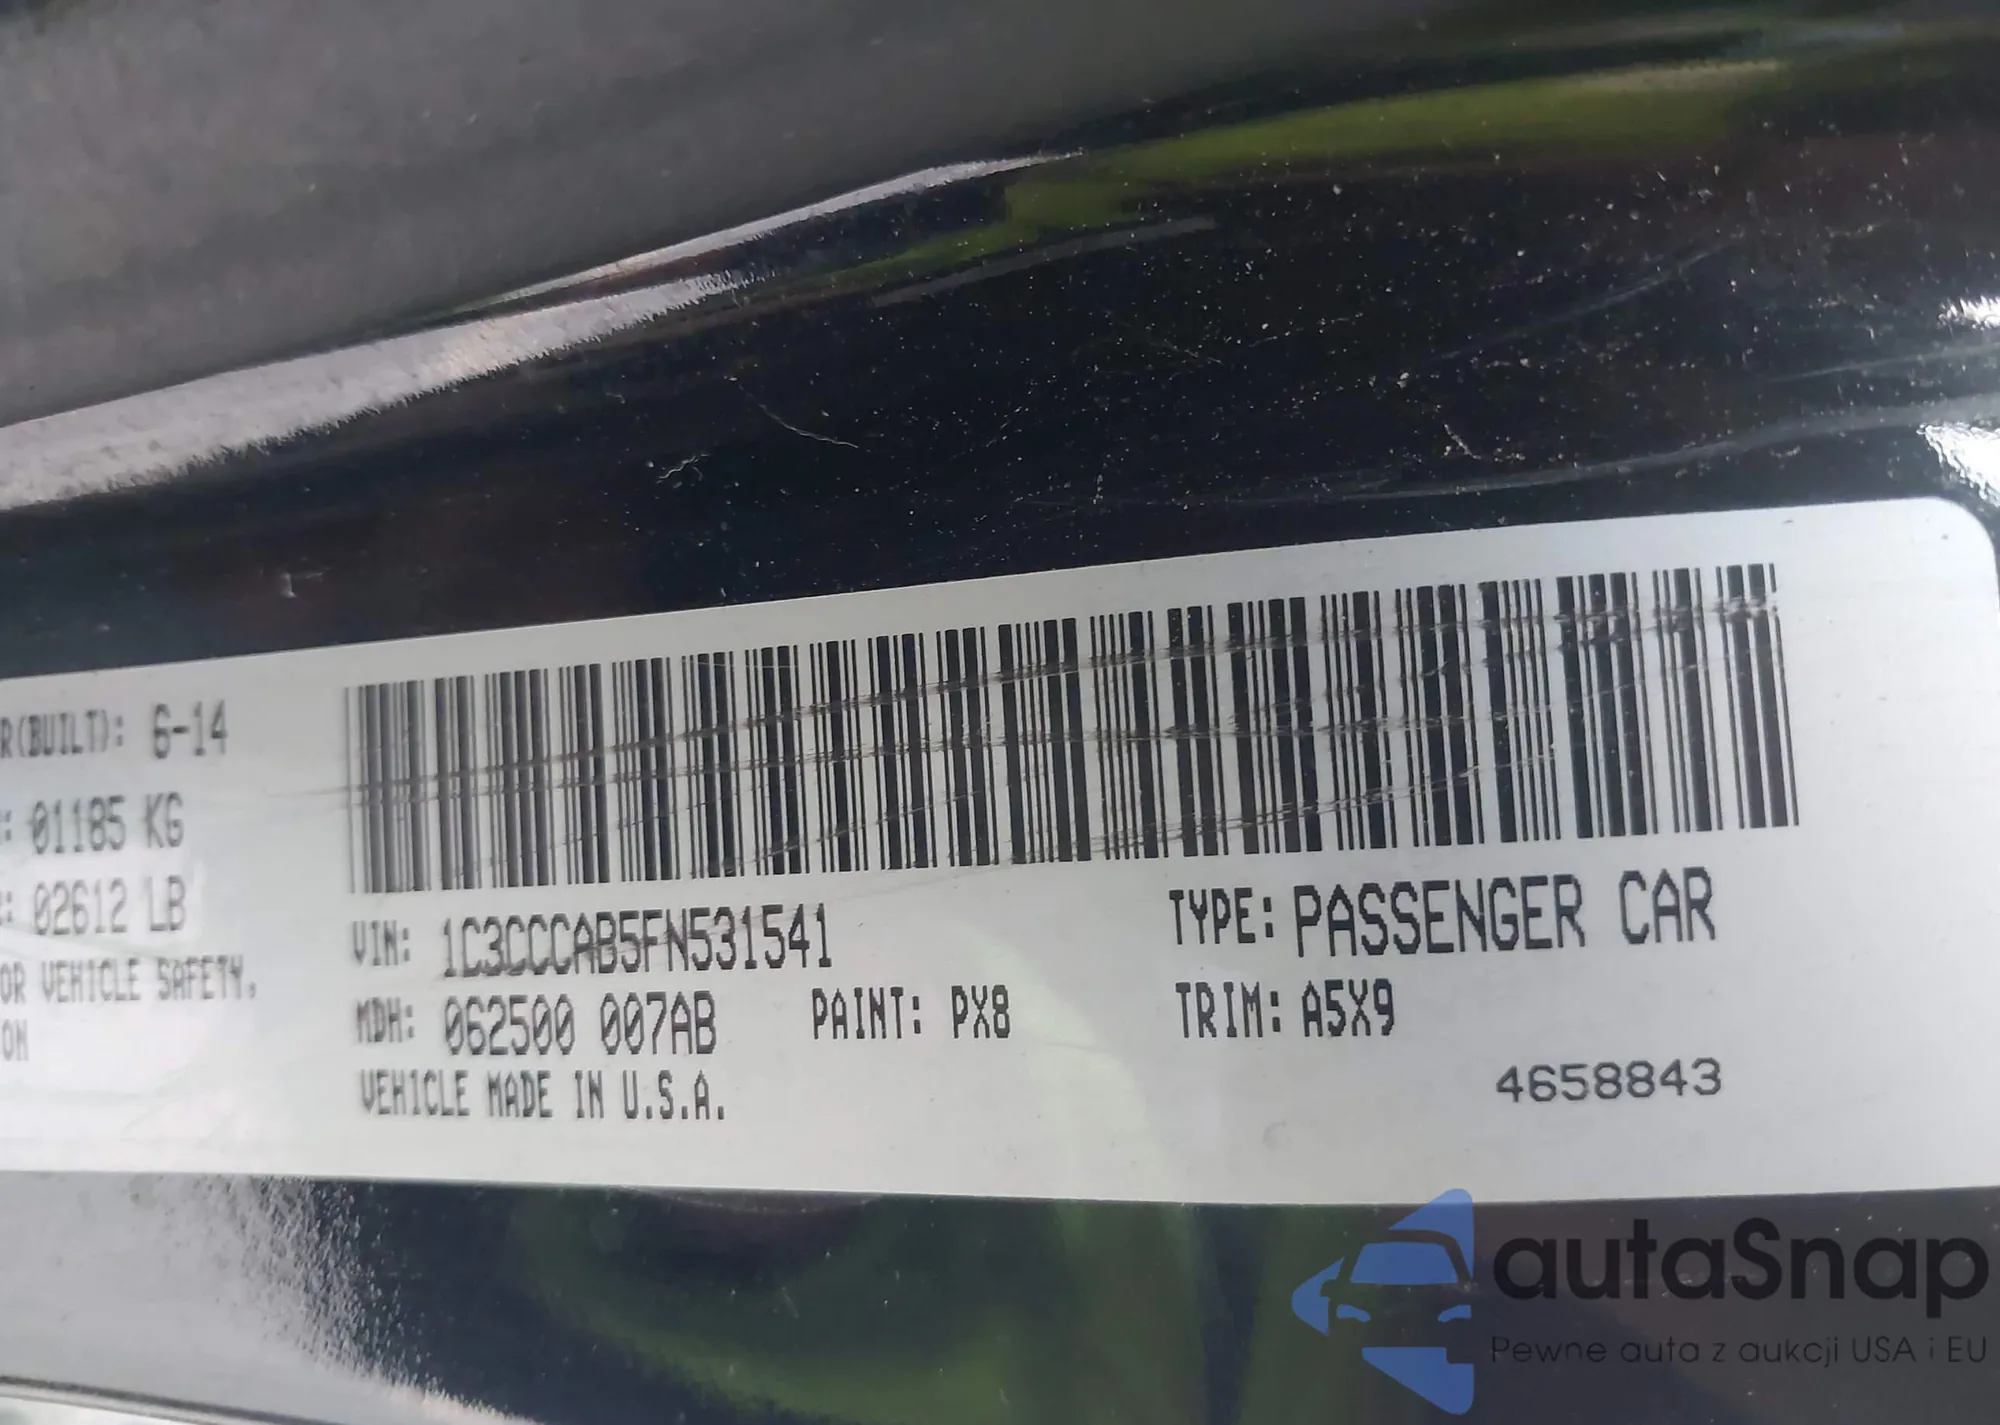 R(BUILT): 6-14
: 01185 KG
: 02612 LB
OR VEHICLE SAFETY,
ON
VIN: 1C3CCCAB5FN531541
TYPE: PASSENGER CAR
MDH: 062500 007AB
PAINT: PX8
TRIM: A5X9
VEHICLE MADE IN U.S.A.
4658843
autaSnap
Pewne auta z aukcji USA i EU